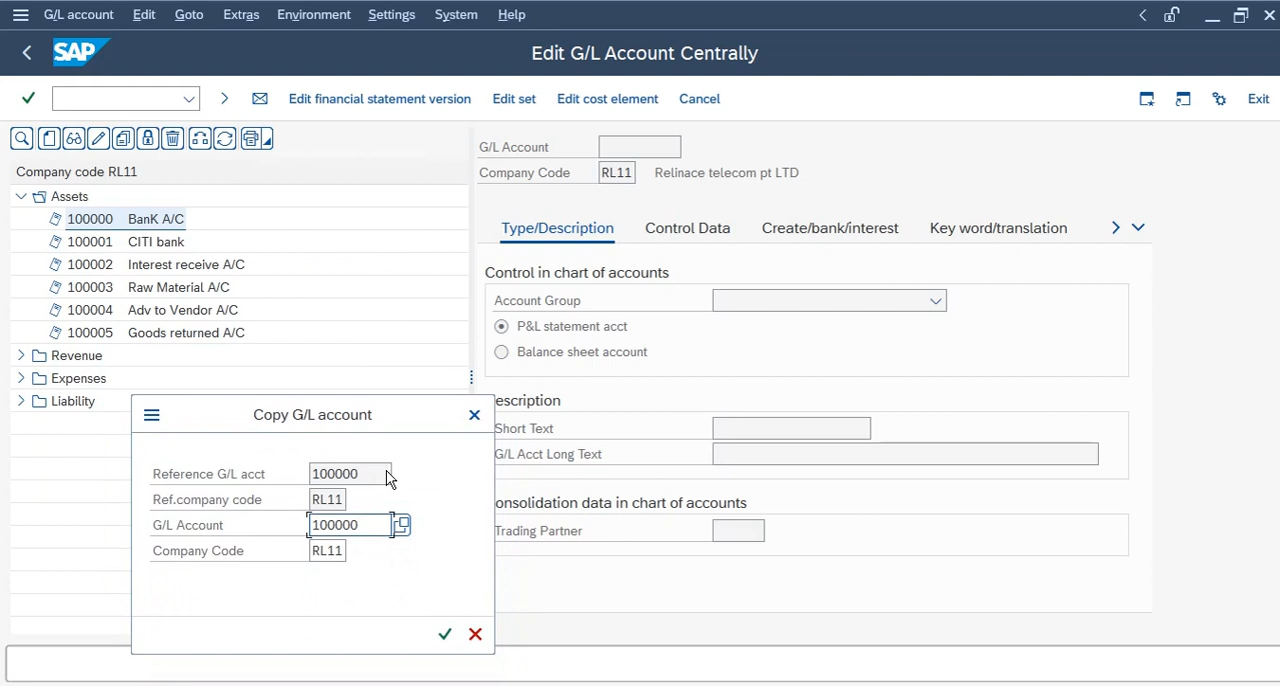 G/L account Edit Goto Extras Environment Settings System Help
SAP Edit G/L Account Centrally
Edit financial statement version Edit set Edit cost element Cancel Exit
Company code RL11
Assets
100000 BanK A/C
100001 CITI bank
100002 Interest receive A/C
100003 Raw Material A/C
100004 Adv to Vendor A/C
100005 Goods returned A/C
Revenue
Expenses
Liability
G/L Account
Company Code RL11 Relinace telecom pt LTD
Type/Description Control Data Create/bank/interest Key word/translation
Control in chart of accounts
Account Group
P&L statement acct
Balance sheet account
escription
Short Text
G/L Acct Long Text
onsolidation data in chart of accounts
Trading Partner
Copy G/L account
Reference G/L acct 100000
Ref.company code RL11
G/L Account 100000
Company Code RL11